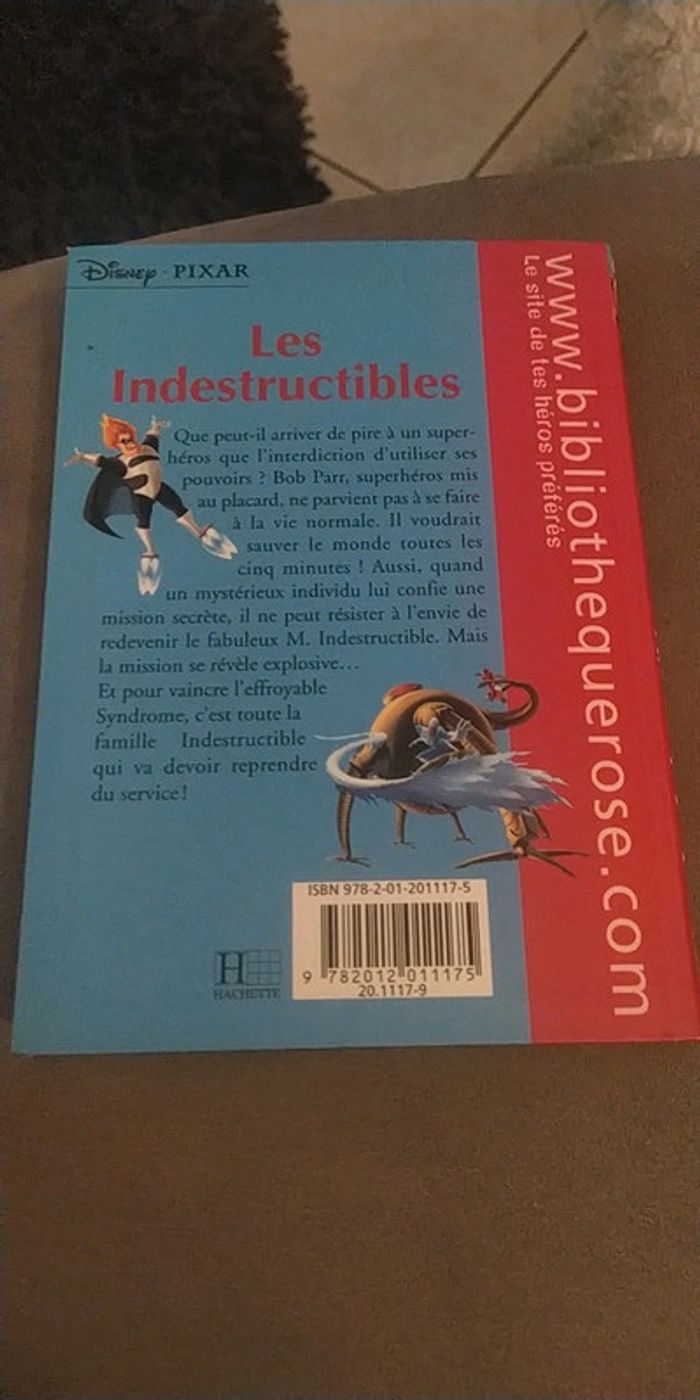 Disney · PIXAR
Les
Indestructibles
Que peut-il arriver de pire à un super-
héros que l'interdiction d'utiliser ses
pouvoirs ? Bob Parr, superhéros mis
au placard, ne parvient pas à se faire
à la vie normale. Il voudrait
sauver le monde toutes les
cinq minutes ! Aussi, quand
un mystérieux individu lui confie une
mission secrète, il ne peut résister à l'envie de
redevenir le fabuleux M. Indestructible. Mais
la mission se révèle explosive...
Et pour vaincre l'effroyable
Syndrome, c'est toute la
famille Indestructible
qui va devoir reprendre
du service !
ISBN 978-2-01-201117-5
9 782012 011175
20.1117-9
H
HACHETTE
www.bibliothequerose.com
Le site de tes héros préférés